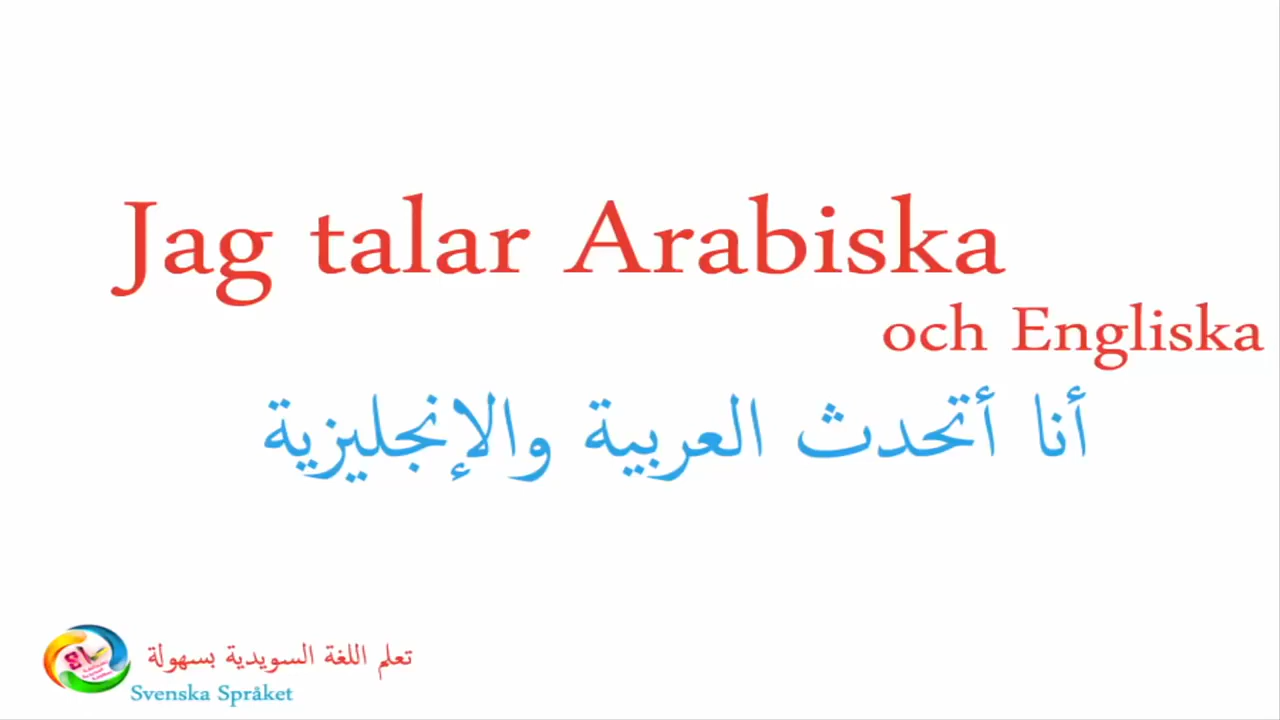 Jag talar Arabiska
och Engliska
أنا أتحدث العربية والإنجليزية
تعلم اللغة السويدية بسهولة
Svenska Språket